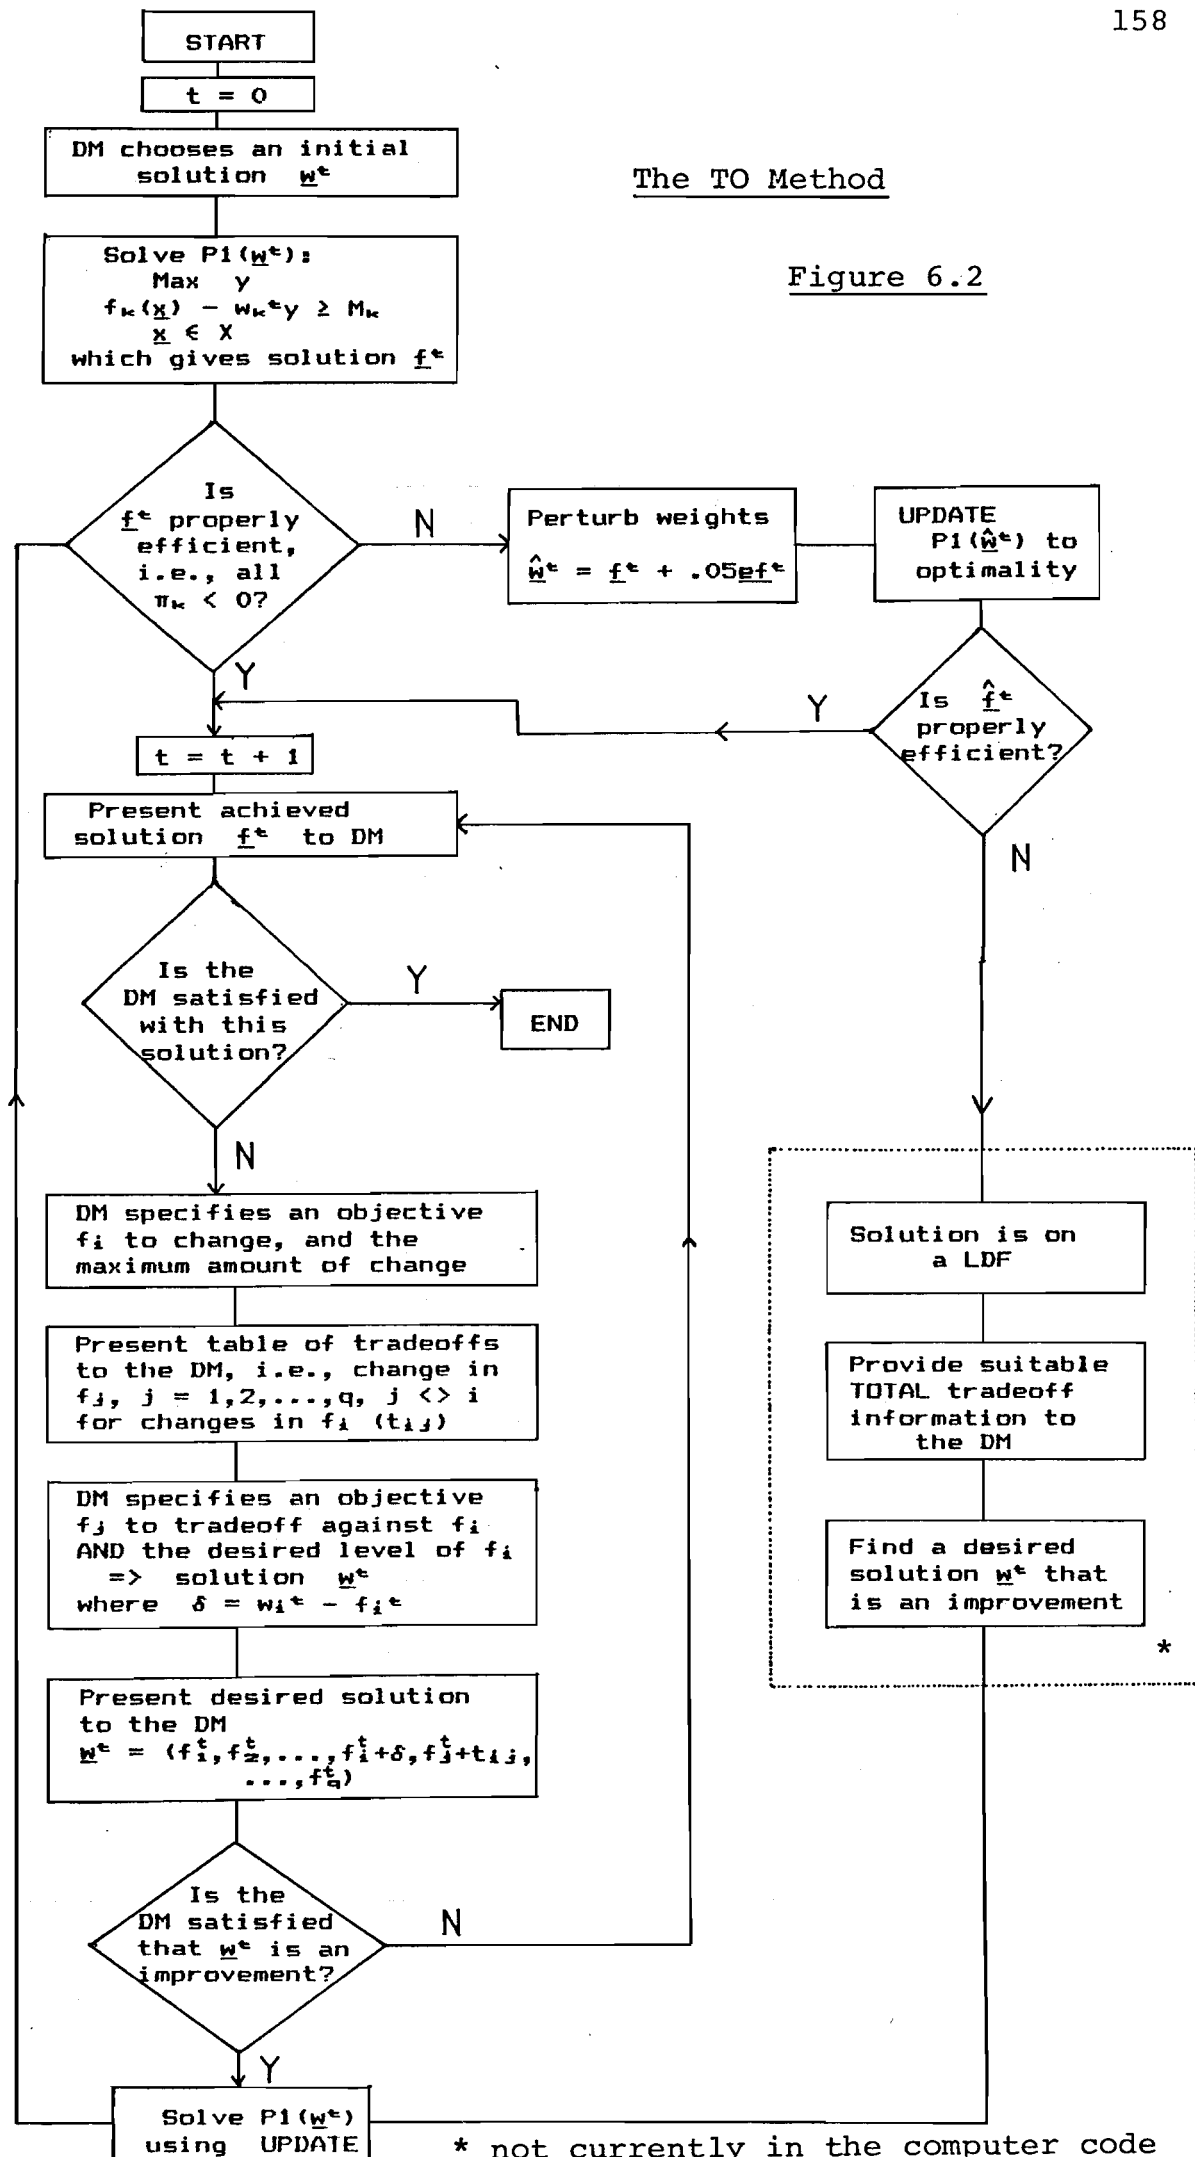 158
START
t = 0
DM chooses an initial
solution w^t
The TO Method
Figure 6.2
Solve P1(w^t):
Max y
f_k(x) - w_k^t y ≥ M_k
x ∈ X
which gives solution f^t
Is
f^t properly
efficient,
i.e., all
π_k < 0?
N
Perturb weights
ŵ^t = f^t + .05ef^t
UPDATE
P1(ŵ^t) to
optimality
Y
Is f̂^t
properly
efficient?
Y
N
t = t + 1
Present achieved
solution f^t to DM
Is the
DM satisfied
with this
solution?
Y
END
N
DM specifies an objective
f_i to change, and the
maximum amount of change
Present table of tradeoffs
to the DM, i.e., change in
f_j, j = 1,2,...,q, j <> i
for changes in f_i (t_ij)
DM specifies an objective
f_j to tradeoff against f_i
AND the desired level of f_i
=> solution w^t
where δ = w_i^t - f_i^t
Present desired solution
to the DM
w^t = (f_1^t,f_2^t,...,f_i^t+δ,f_j^t+t_ij,
...,f_q^t)
Is the
DM satisfied
that w^t is an
improvement?
N
Y
Solve P1(w^t)
using UPDATE
Solution is on
a LDF
Provide suitable
TOTAL tradeoff
information to
the DM
Find a desired
solution w^t that
is an improvement
*
* not currently in the computer code